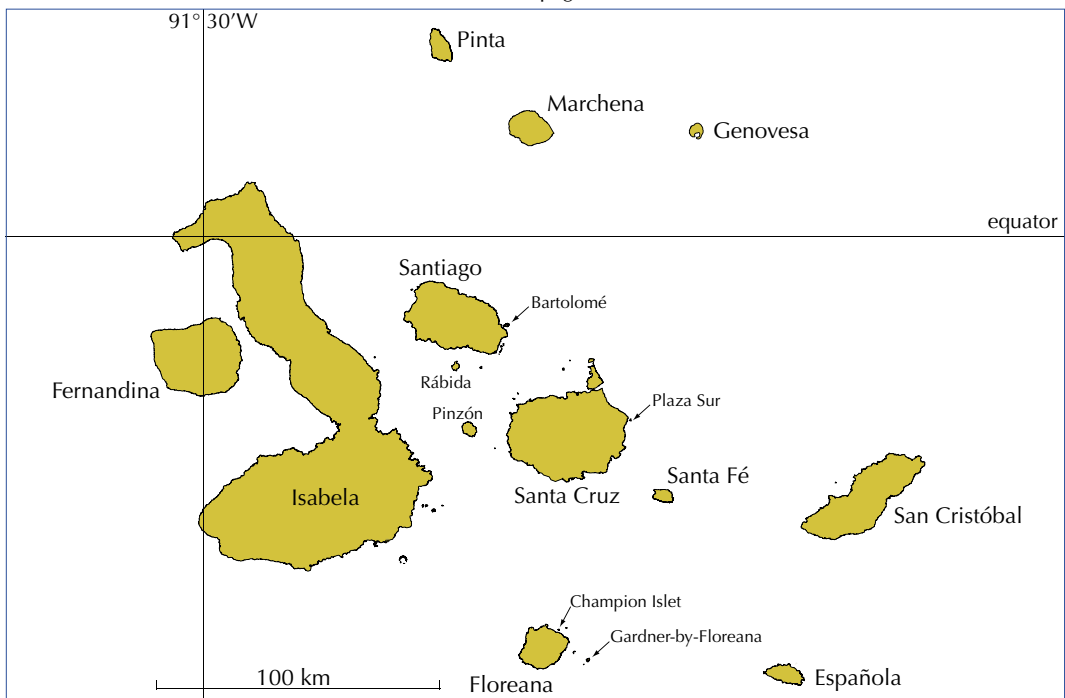 91° 30′W
Pinta
Marchena
Genovesa
equator
Santiago
Bartolomé
Rábida
Fernandina
Pinzón
Plaza Sur
Santa Fé
Isabela
Santa Cruz
San Cristóbal
Champion Islet
Gardner-by-Floreana
100 km
Floreana
Española